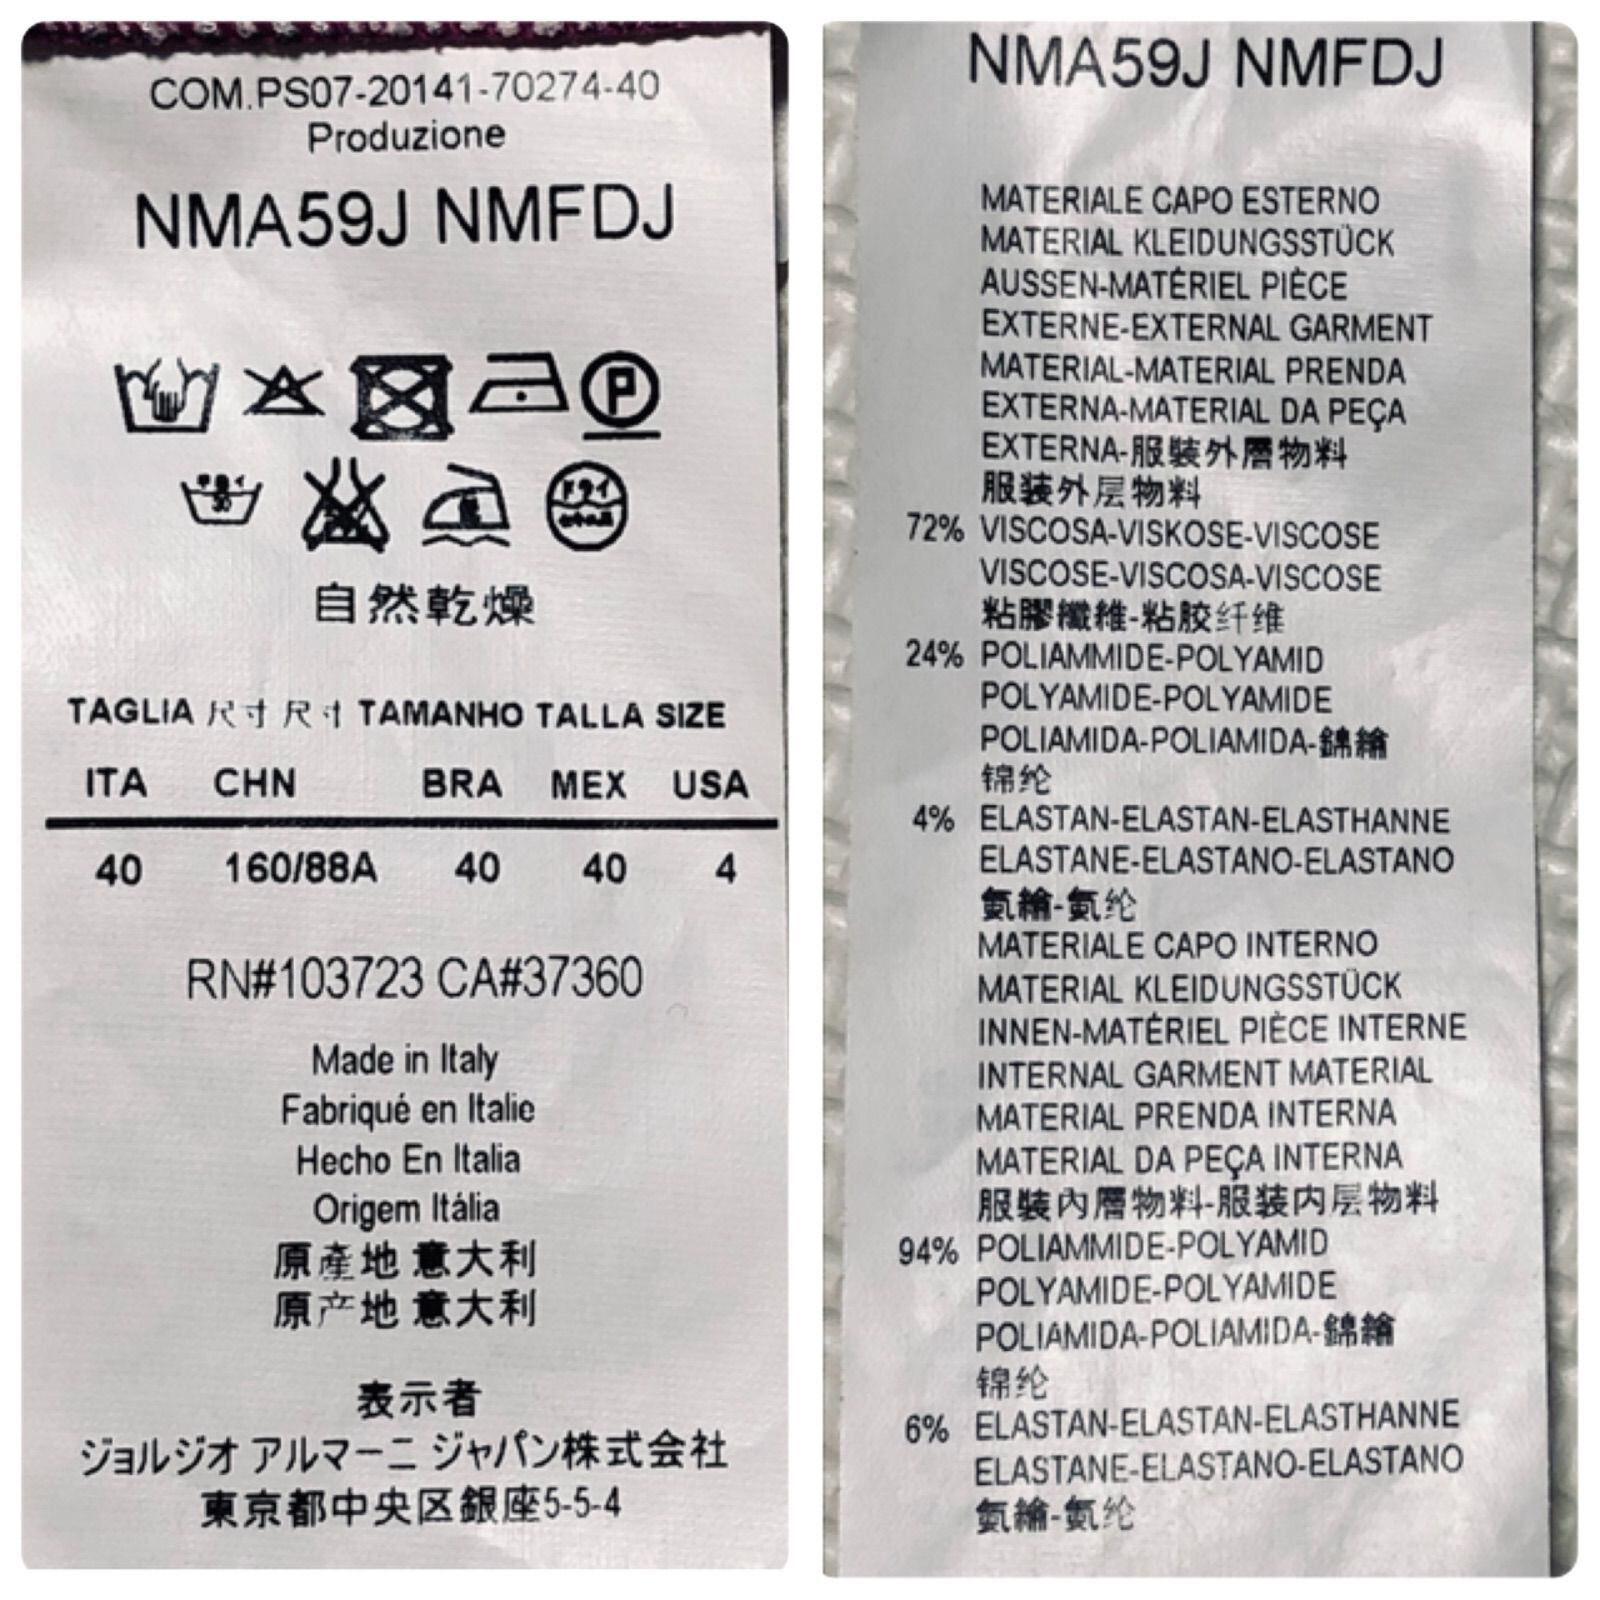 COM.PS07-20141-70274-40
Produzione
NMA59J NMFDJ
P
自然乾燥
TAGLIA 尺寸 尺寸 TAMANHO TALLA SIZE
ITA CHN BRA MEX USA
40 160/88A 40 40 4
RN#103723 CA#37360
Made in Italy
Fabriqué en Italie
Hecho En Italia
Origem Itália
原產地 意大利
原产地 意大利
表示者
ジョルジオ アルマーニ ジャパン株式会社
東京都中央区銀座5-5-4
NMA59J NMFDJ
MATERIALE CAPO ESTERNO
MATERIAL KLEIDUNGSSTÜCK
AUSSEN-MATÉRIEL PIÈCE
EXTERNE-EXTERNAL GARMENT
MATERIAL-MATERIAL PRENDA
EXTERNA-MATERIAL DA PEÇA
EXTERNA-服裝外層物料
服装外层物料
72% VISCOSA-VISKOSE-VISCOSE
VISCOSE-VISCOSA-VISCOSE
粘膠纖維-粘胶纤维
24% POLIAMMIDE-POLYAMID
POLYAMIDE-POLYAMIDE
POLIAMIDA-POLIAMIDA-錦綸
锦纶
4% ELASTAN-ELASTAN-ELASTHANNE
ELASTANE-ELASTANO-ELASTANO
氨綸-氨纶
MATERIALE CAPO INTERNO
MATERIAL KLEIDUNGSSTÜCK
INNEN-MATÉRIEL PIÈCE INTERNE
INTERNAL GARMENT MATERIAL
MATERIAL PRENDA INTERNA
MATERIAL DA PEÇA INTERNA
服裝內層物料-服装内层物料
94% POLIAMMIDE-POLYAMID
POLYAMIDE-POLYAMIDE
POLIAMIDA-POLIAMIDA-錦綸
锦纶
6% ELASTAN-ELASTAN-ELASTHANNE
ELASTANE-ELASTANO-ELASTANO
氨綸-氨纶